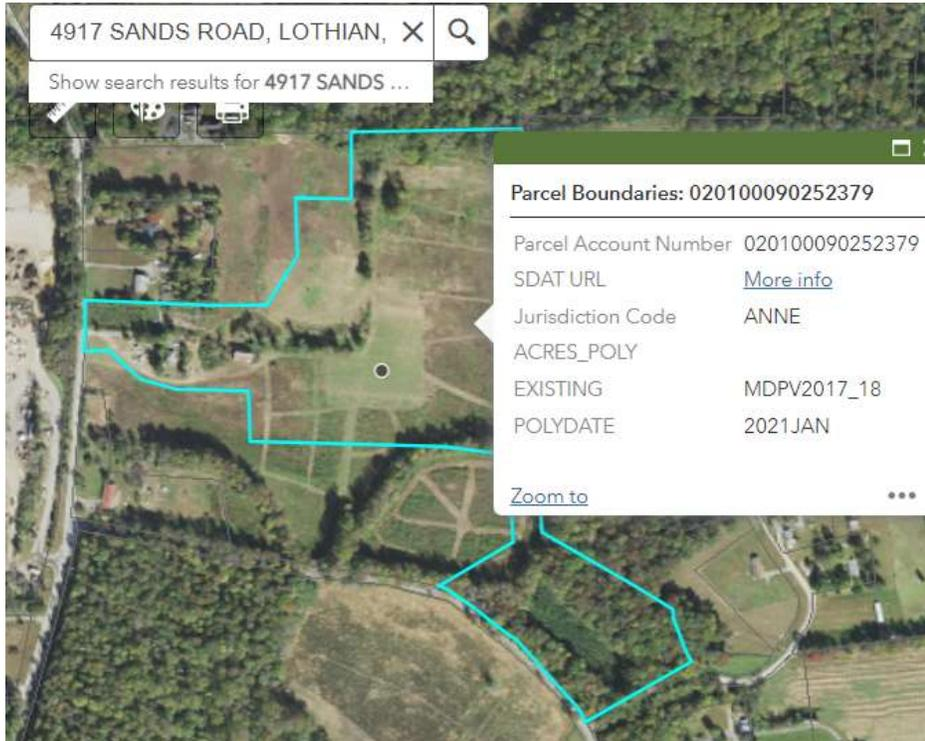 4917 SANDS ROAD, LOTHIAN,
Show search results for 4917 SANDS ...
Parcel Boundaries: 020100090252379
Parcel Account Number 020100090252379
SDAT URL More info
Jurisdiction Code ANNE
ACRES_POLY
EXISTING MDPV2017_18
POLYDATE 2021JAN
Zoom to